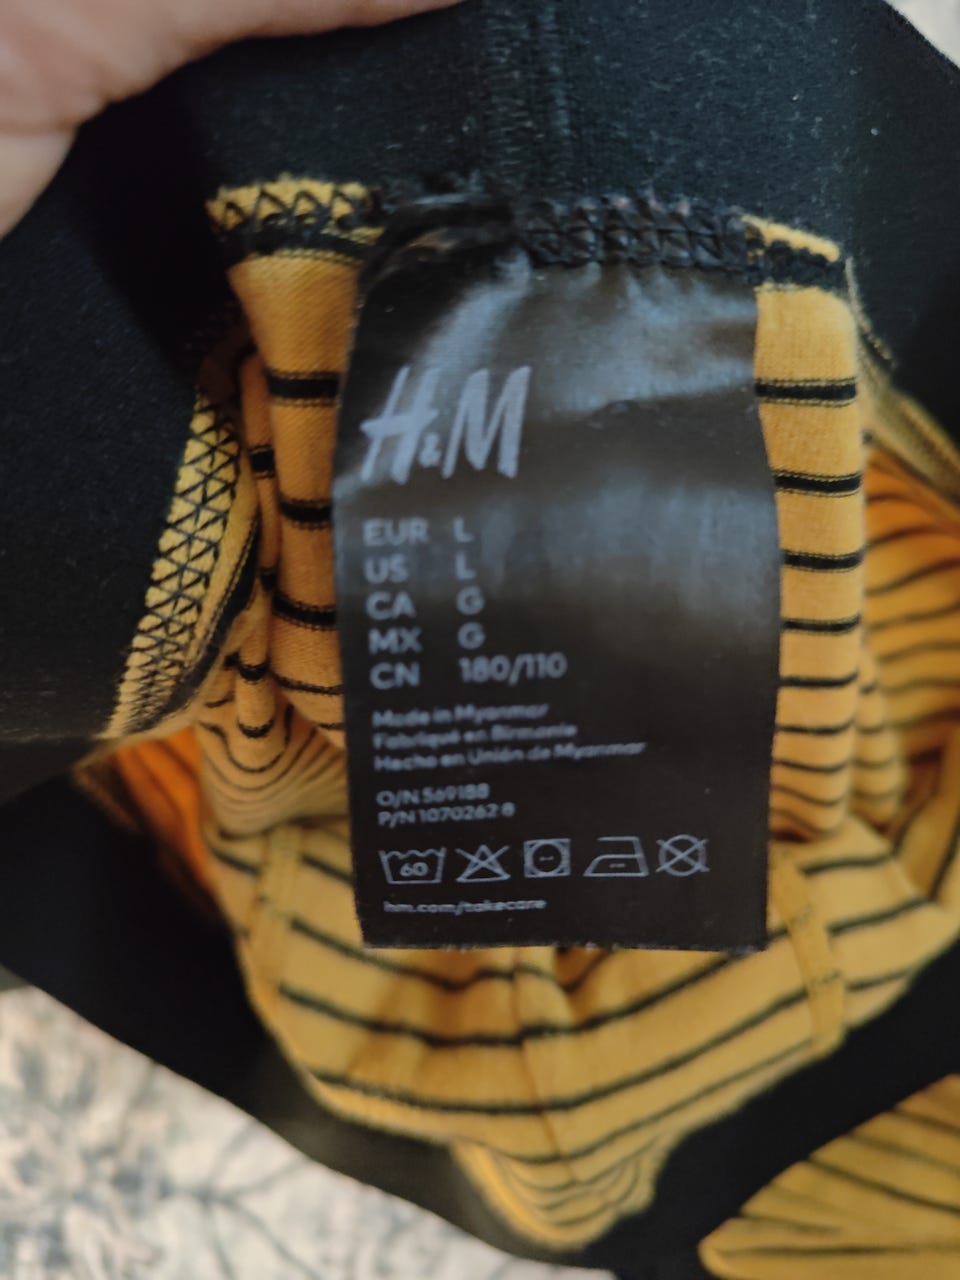 H&M
EUR L
US L
CA G
MX G
CN 180/110
Made in Myanmar
Fabriqué en Birmanie
Hecho en Unión de Myanmar
O/N 569188
P/N 1070262 8
60
hm.com/takecare